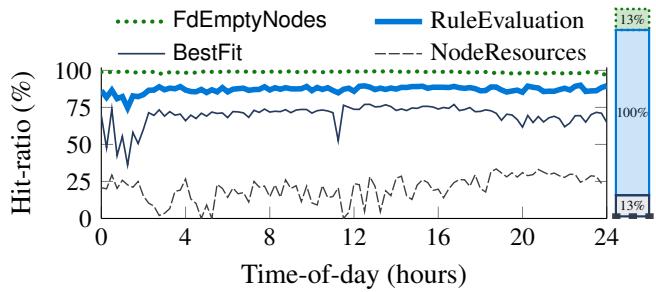 FdEmptyNodes RuleEvaluation
BestFit NodeResources
Hit-ratio (%)
100
75
50
25
0
0 4 8 12 16 20 24
Time-of-day (hours)
13%
100%
13%